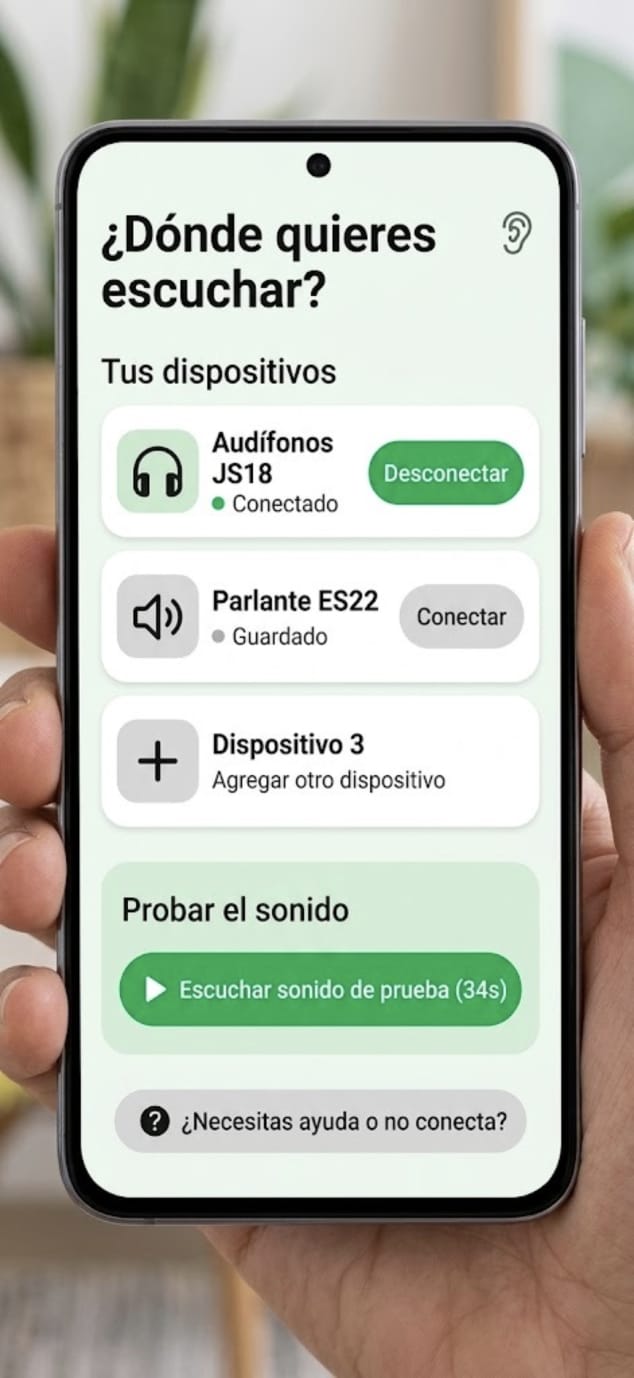 ¿Dónde quieres
escuchar?
Tus dispositivos
Audífonos
JS18
Conectado
Desconectar
Parlante ES22
Guardado
Conectar
Dispositivo 3
Agregar otro dispositivo
Probar el sonido
Escuchar sonido de prueba (34s)
? ¿Necesitas ayuda o no conecta?